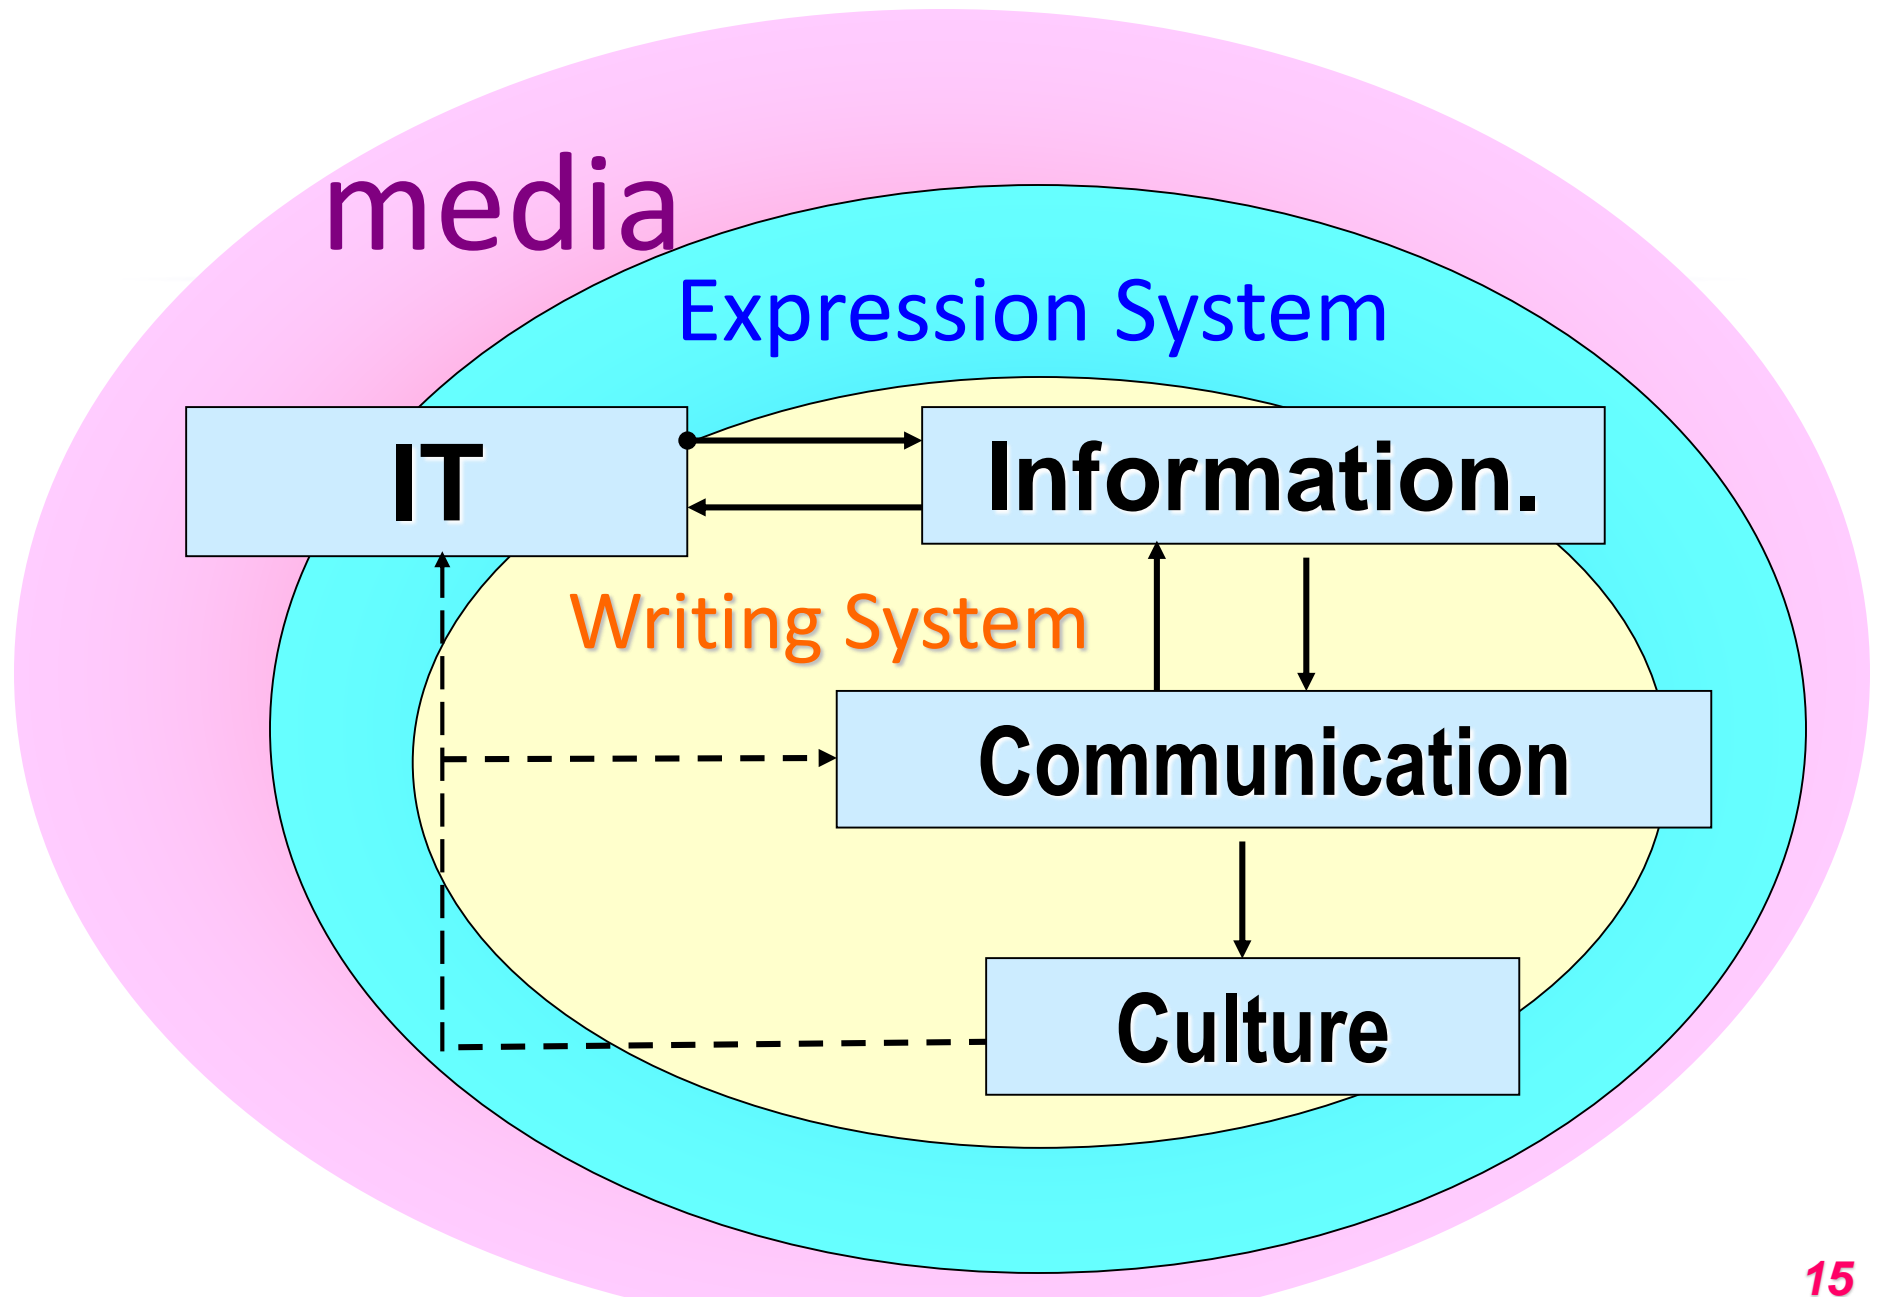 media
Expression System
IT
Information.
Writing System
Communication
Culture
15